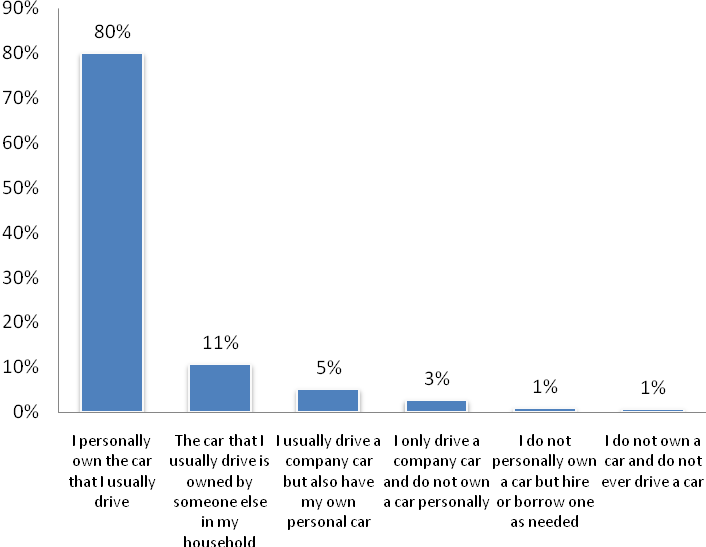 90%
80%
70%
60%
50%
40%
30%
20%
10%
0%
80%
11%
5%
3%
1%
1%
I personally
own the car
that I usually
drive
The car that I
usually drive is
owned by
someone else
in my
household
I usually drive a
company car
but also have
my own
personal car
I only drive a
company car
and do not own
a car personally
I do not
personally own
a car but hire
or borrow one
as needed
I do not own a
car and do not
ever drive a car